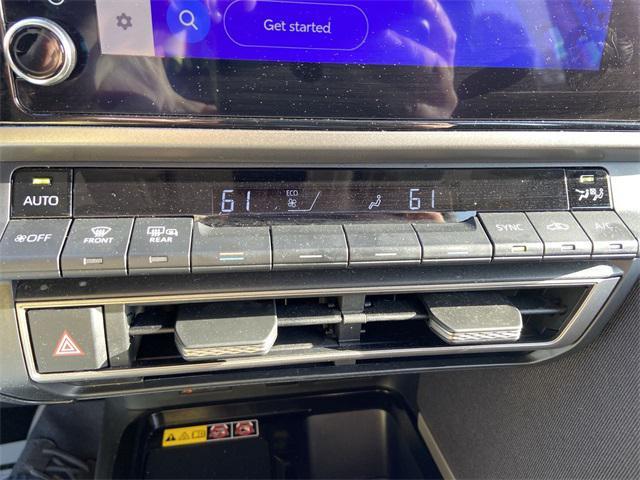 Get started
AUTO
61 ECO 61
OFF FRONT REAR SYNC A/C